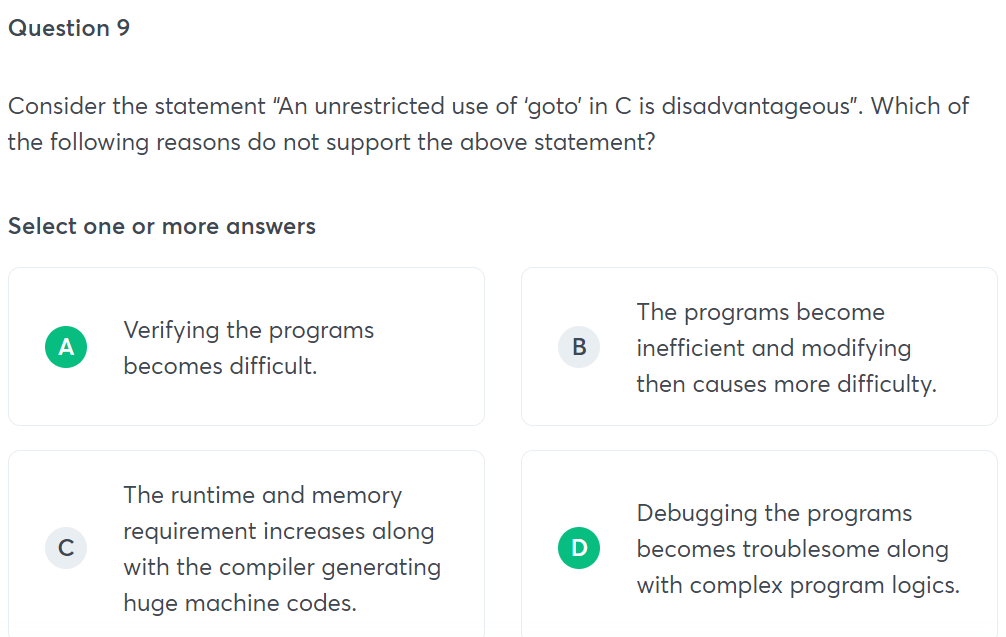 Question 9
Consider the statement “An unrestricted use of ‘goto’ in C is disadvantageous”. Which of
the following reasons do not support the above statement?
Select one or more answers
A
Verifying the programs
becomes difficult.
B
The programs become
inefficient and modifying
then causes more difficulty.
C
The runtime and memory
requirement increases along
with the compiler generating
huge machine codes.
D
Debugging the programs
becomes troublesome along
with complex program logics.